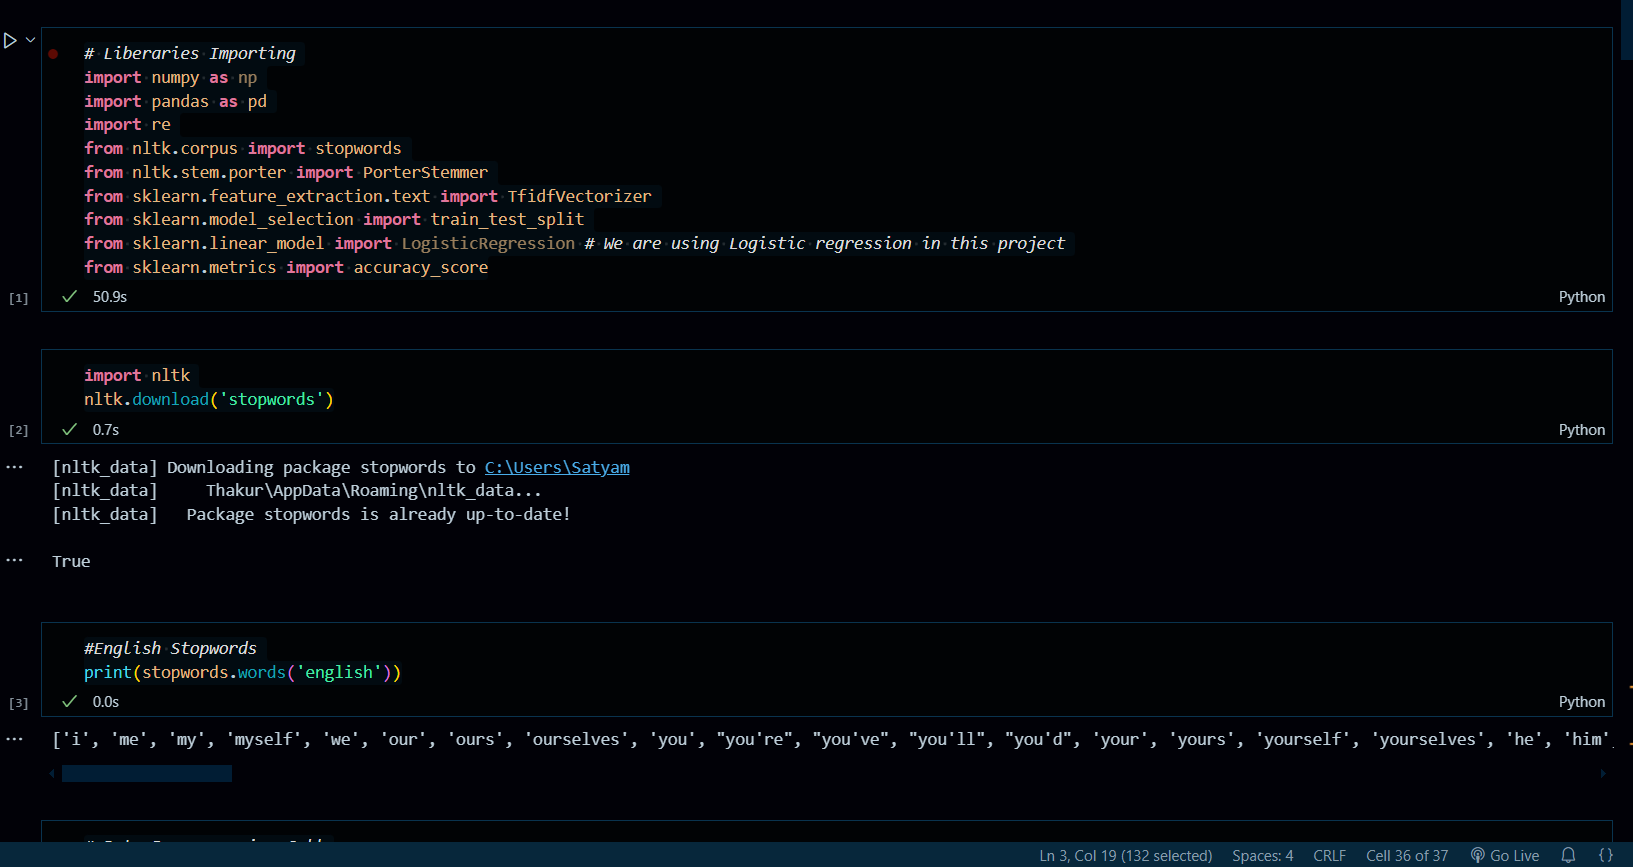 # Liberaries Importing
import numpy as np
import pandas as pd
import re
from nltk.corpus import stopwords
from nltk.stem.porter import PorterStemmer
from sklearn.feature_extraction.text import TfidfVectorizer
from sklearn.model_selection import train_test_split
from sklearn.linear_model import LogisticRegression # We are using Logistic regression in this project
from sklearn.metrics import accuracy_score
[1] 50.9s Python
import nltk
nltk.download('stopwords')
[2] 0.7s Python
[nltk_data] Downloading package stopwords to C:\Users\Satyam
[nltk_data]     Thakur\AppData\Roaming\nltk_data...
[nltk_data]   Package stopwords is already up-to-date!
True
#English Stopwords
print(stopwords.words('english'))
[3] 0.0s Python
['i', 'me', 'my', 'myself', 'we', 'our', 'ours', 'ourselves', 'you', "you're", "you've", "you'll", "you'd", 'your', 'yours', 'yourself', 'yourselves', 'he', 'him'
Ln 3, Col 19 (132 selected) Spaces: 4 CRLF Cell 36 of 37 Go Live {}